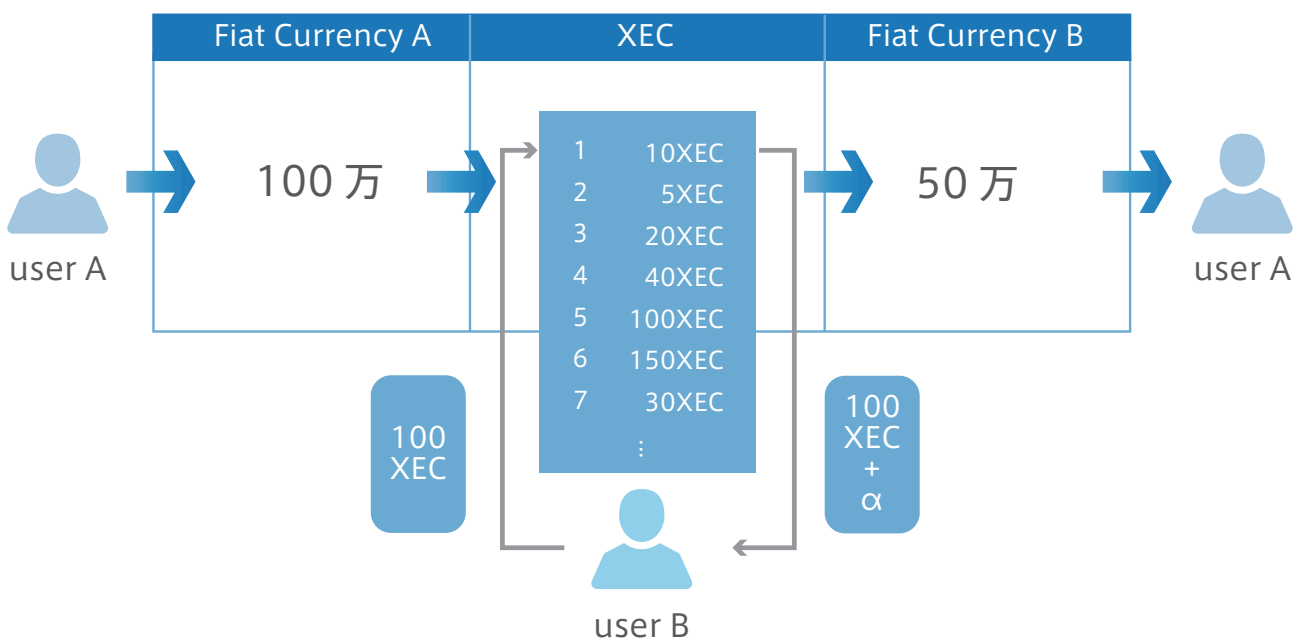 Fiat Currency A
XEC
Fiat Currency B
user A
100 万
1 10XEC
2 5XEC
3 20XEC
4 40XEC
5 100XEC
6 150XEC
7 30XEC
⋮
50 万
user A
100
XEC
100
XEC
+
α
user B